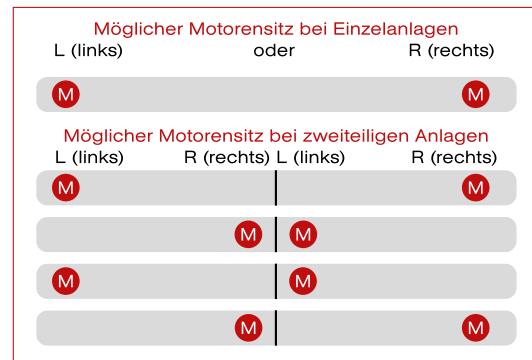 Möglicher Motorensitz bei Einzelanlagen
L (links) oder R (rechts)
M M
Möglicher Motorensitz bei zweiteiligen Anlagen
L (links) R (rechts) L (links) R (rechts)
M M
M M
M M
M M